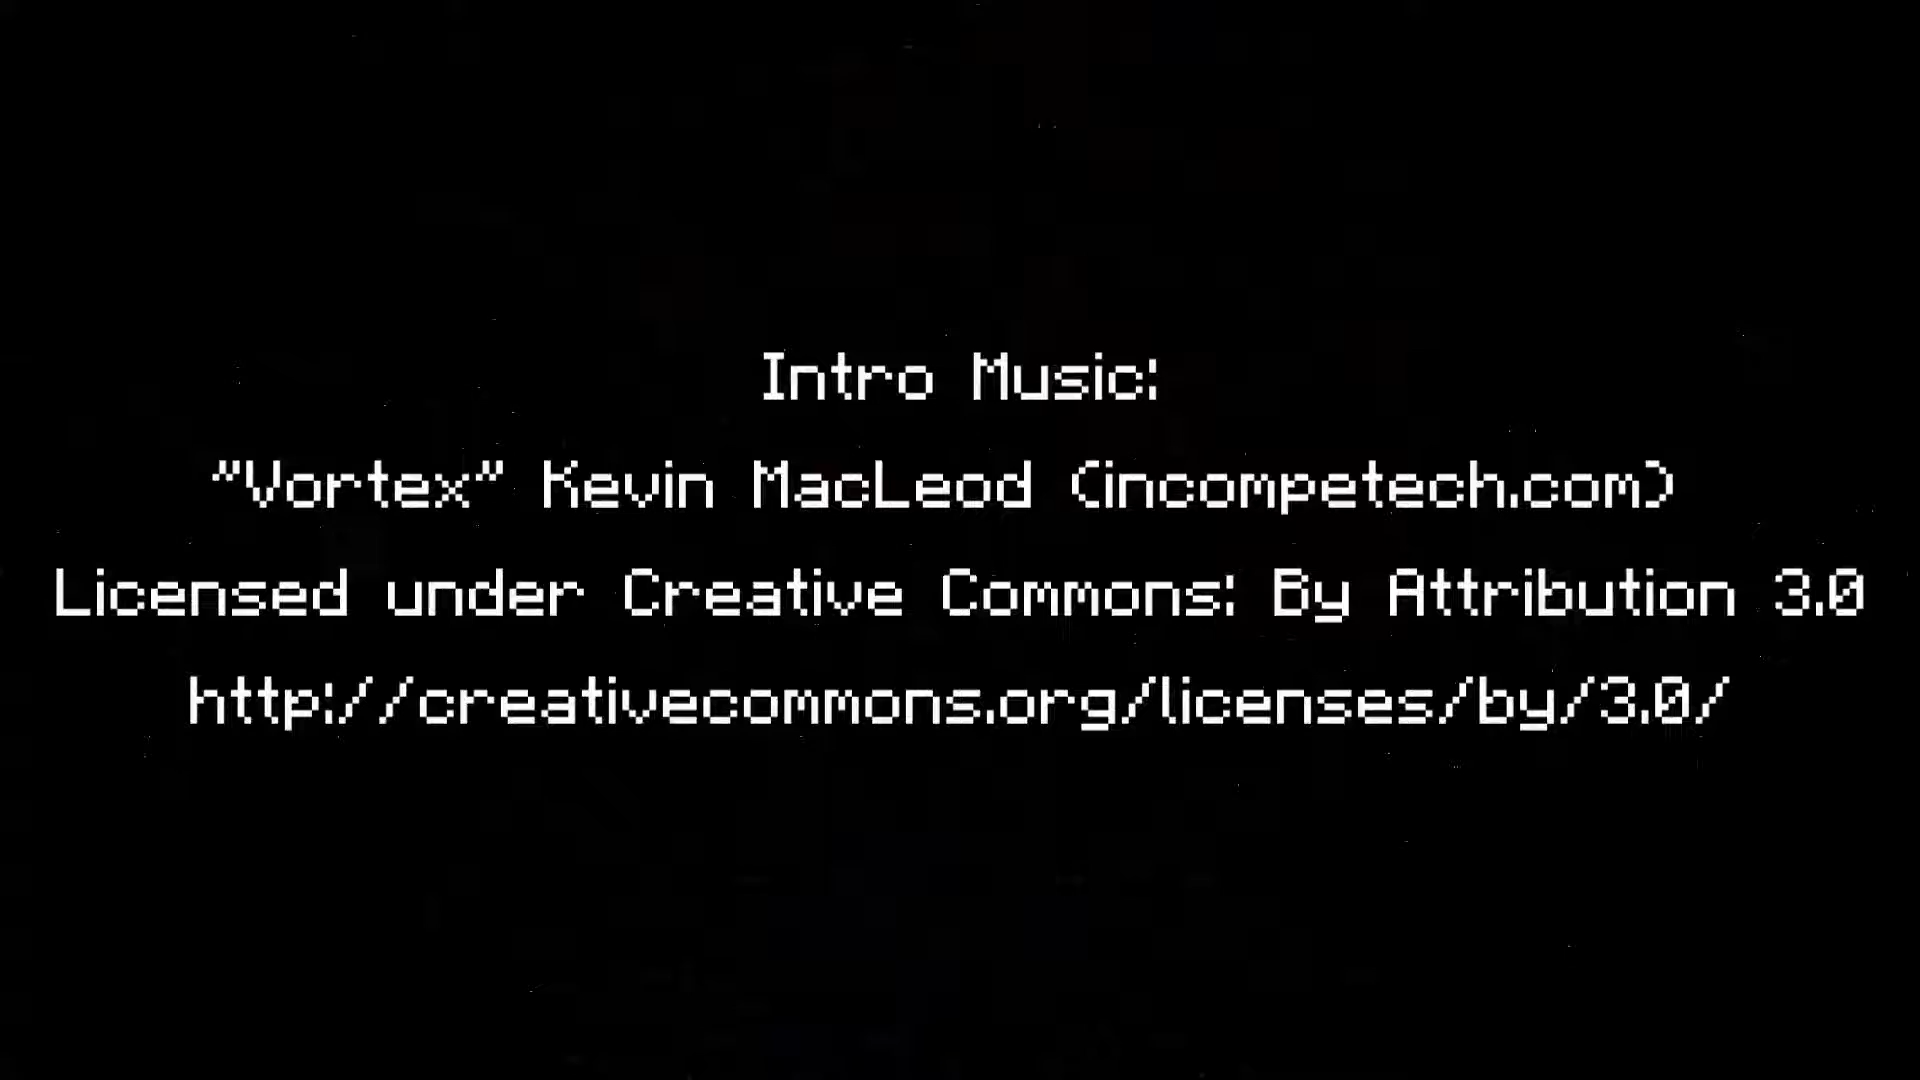 Intro Music:
"Vortex" Kevin MacLeod (incompetech.com)
Licensed under Creative Commons: By Attribution 3.0
http://creativecommons.org/licenses/by/3.0/